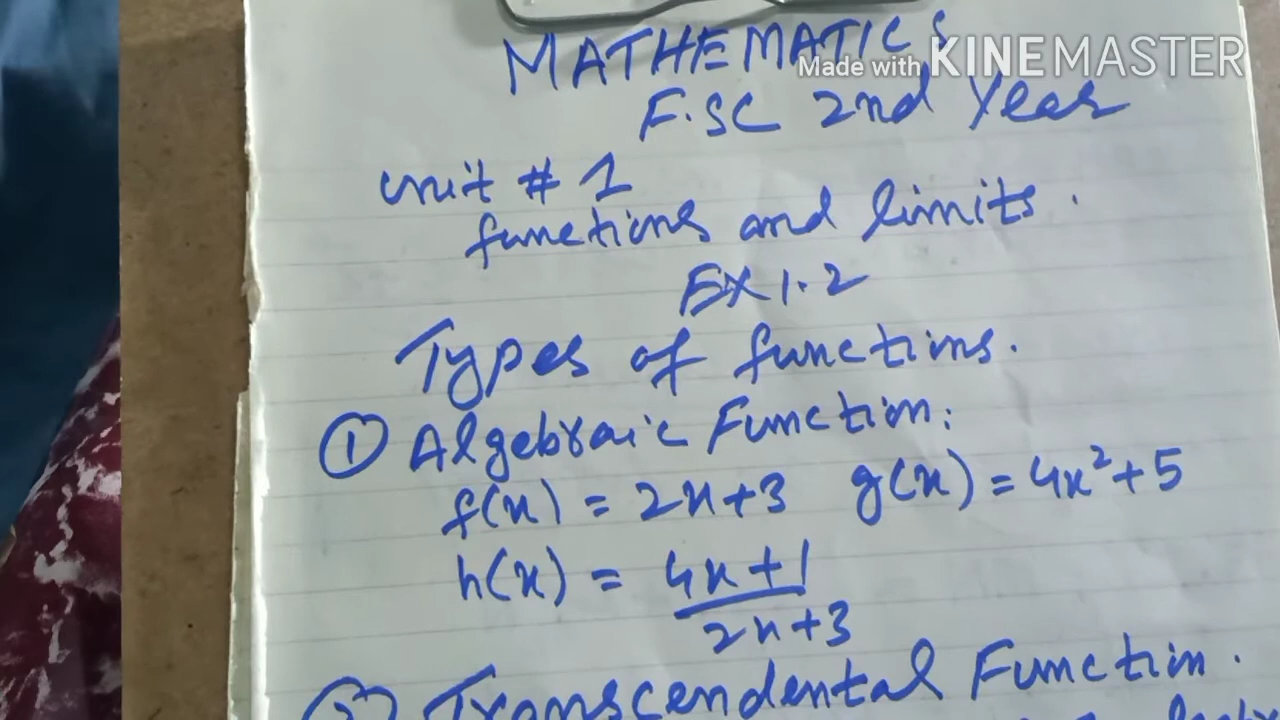 MATHEMATICS
Made with KINEMASTER
F.SC 2nd Year
unit # 1
functions and limits.
EX 1.2
Types of functions.
① Algebraic Function:
f(x) = 2x+3 g(x) = 4x²+5
h(x) = 4x+1
2x+3
② Transcendental Function.